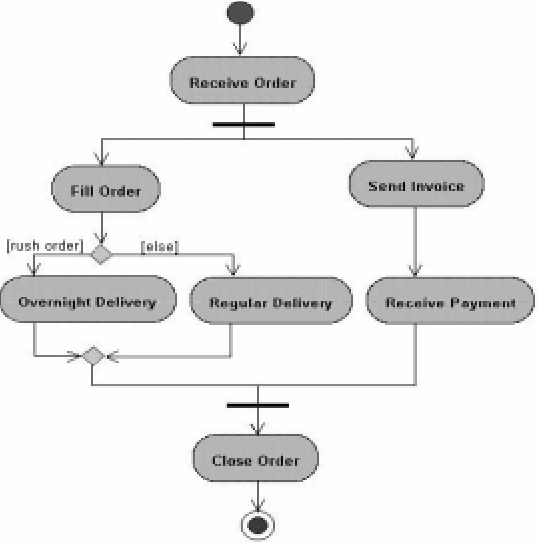 Receive Order
Fill Order
Send Invoice
[rush order]
[else]
Overnight Delivery
Regular Delivery
Receive Payment
Close Order